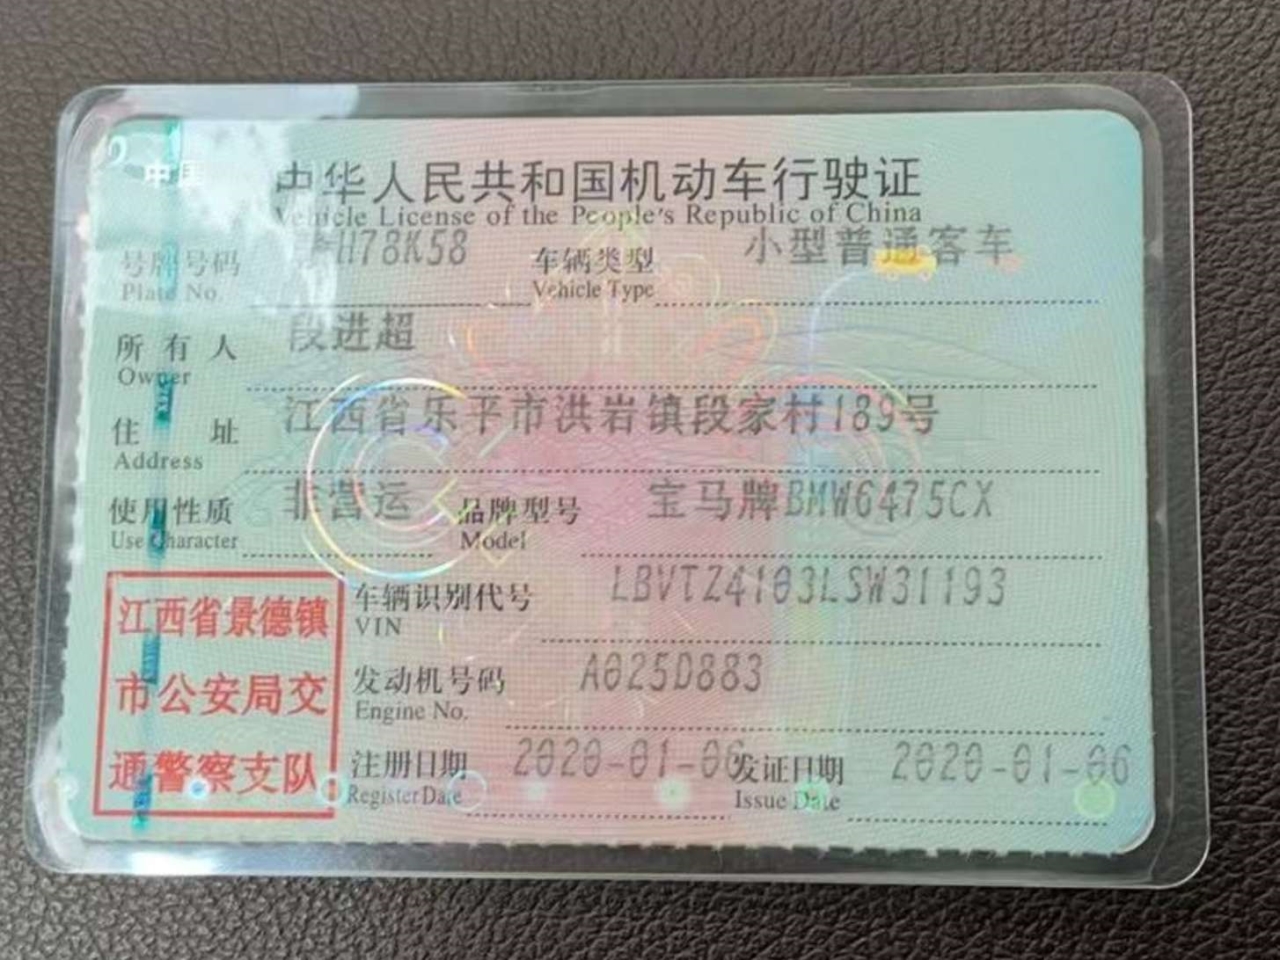 中国
中华人民共和国机动车行驶证
Vehicle License of the People's Republic of China
号牌号码 H78K58 车辆类型 小型普通客车
Plate No. Vehicle Type
所有人 段进超
Owner
住址 江西省乐平市洪岩镇段家村189号
Address
使用性质 非营运 品牌型号 宝马牌BMW6475CX
Use Character Model
江西省景德镇
市公安局交
通警察支队
车辆识别代号 LBVTZ4103LSW31193
VIN
发动机号码 A025D883
Engine No.
注册日期 2020-01-06 发证日期 2020-01-06
Register Date Issue Date